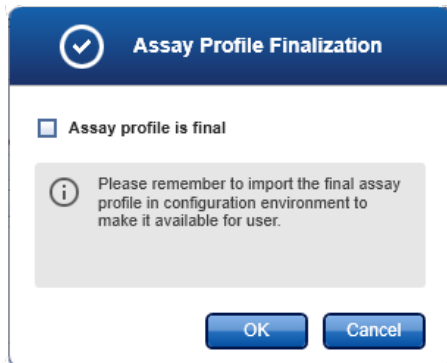 Assay Profile Finalization
Assay profile is final
Please remember to import the final assay
profile in configuration environment to
make it available for user.
OK
Cancel